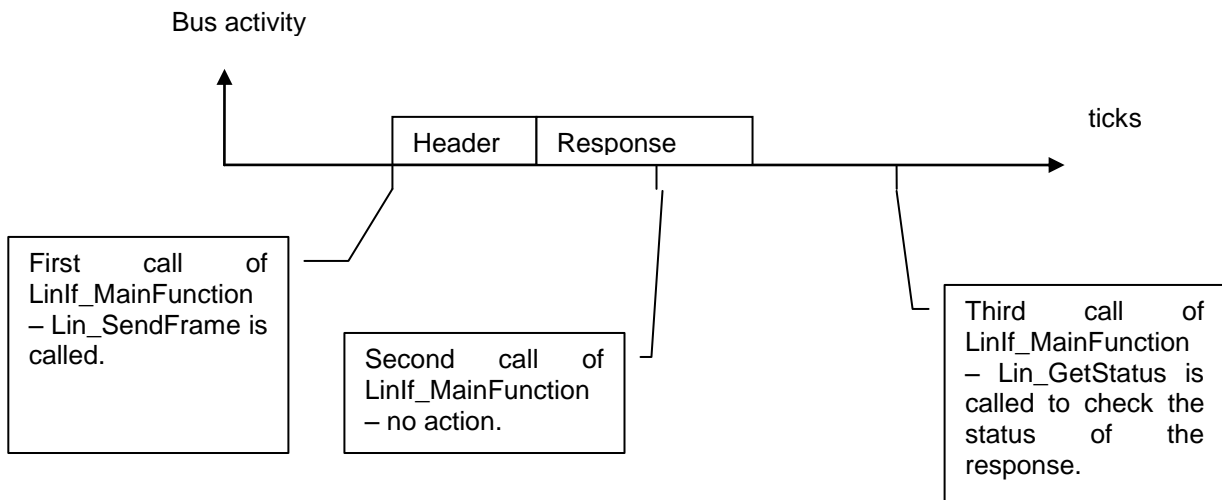 Bus activity
ticks
Header
Response
First call of
LinIf_MainFunction
– Lin_SendFrame is
called.
Second call of
LinIf_MainFunction
– no action.
Third call of
LinIf_MainFunction
– Lin_GetStatus is
called to check the
status of the
response.